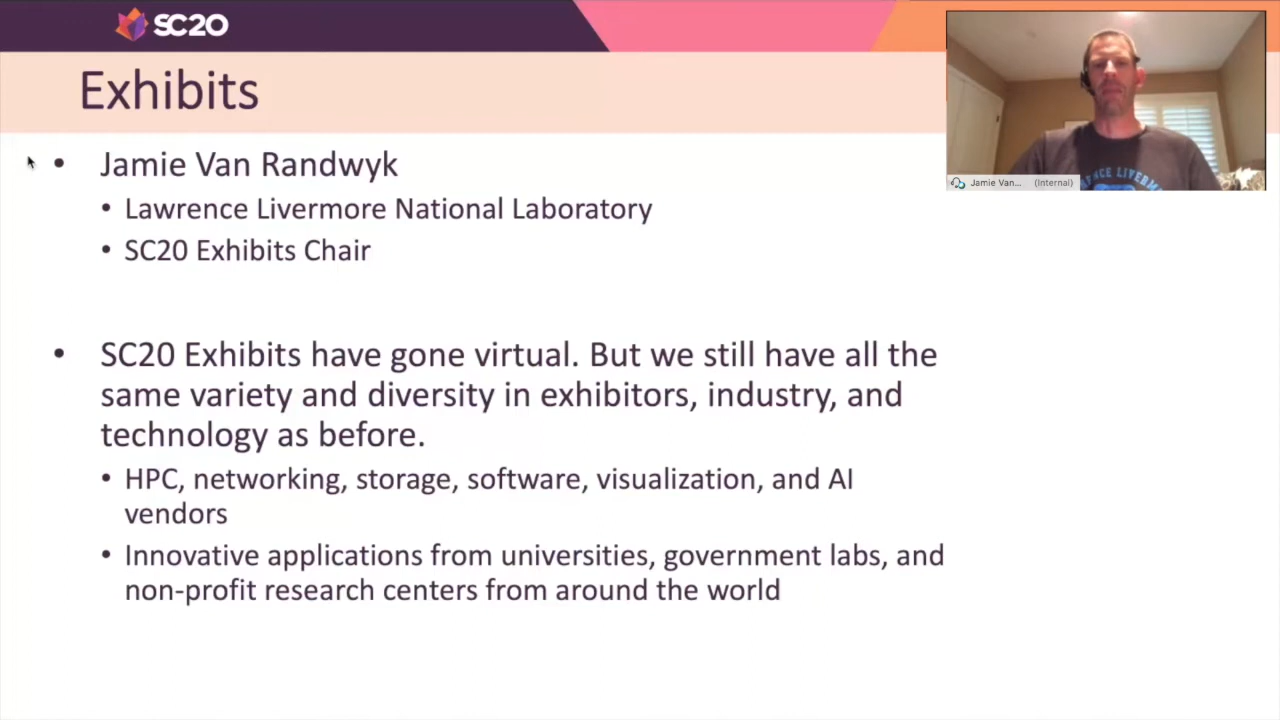 SC20
Exhibits
• Jamie Van Randwyk
• Lawrence Livermore National Laboratory
• SC20 Exhibits Chair
• SC20 Exhibits have gone virtual. But we still have all the
same variety and diversity in exhibitors, industry, and
technology as before.
• HPC, networking, storage, software, visualization, and AI
vendors
• Innovative applications from universities, government labs, and
non-profit research centers from around the world
LIVERM
Jamie Van... (Internal)